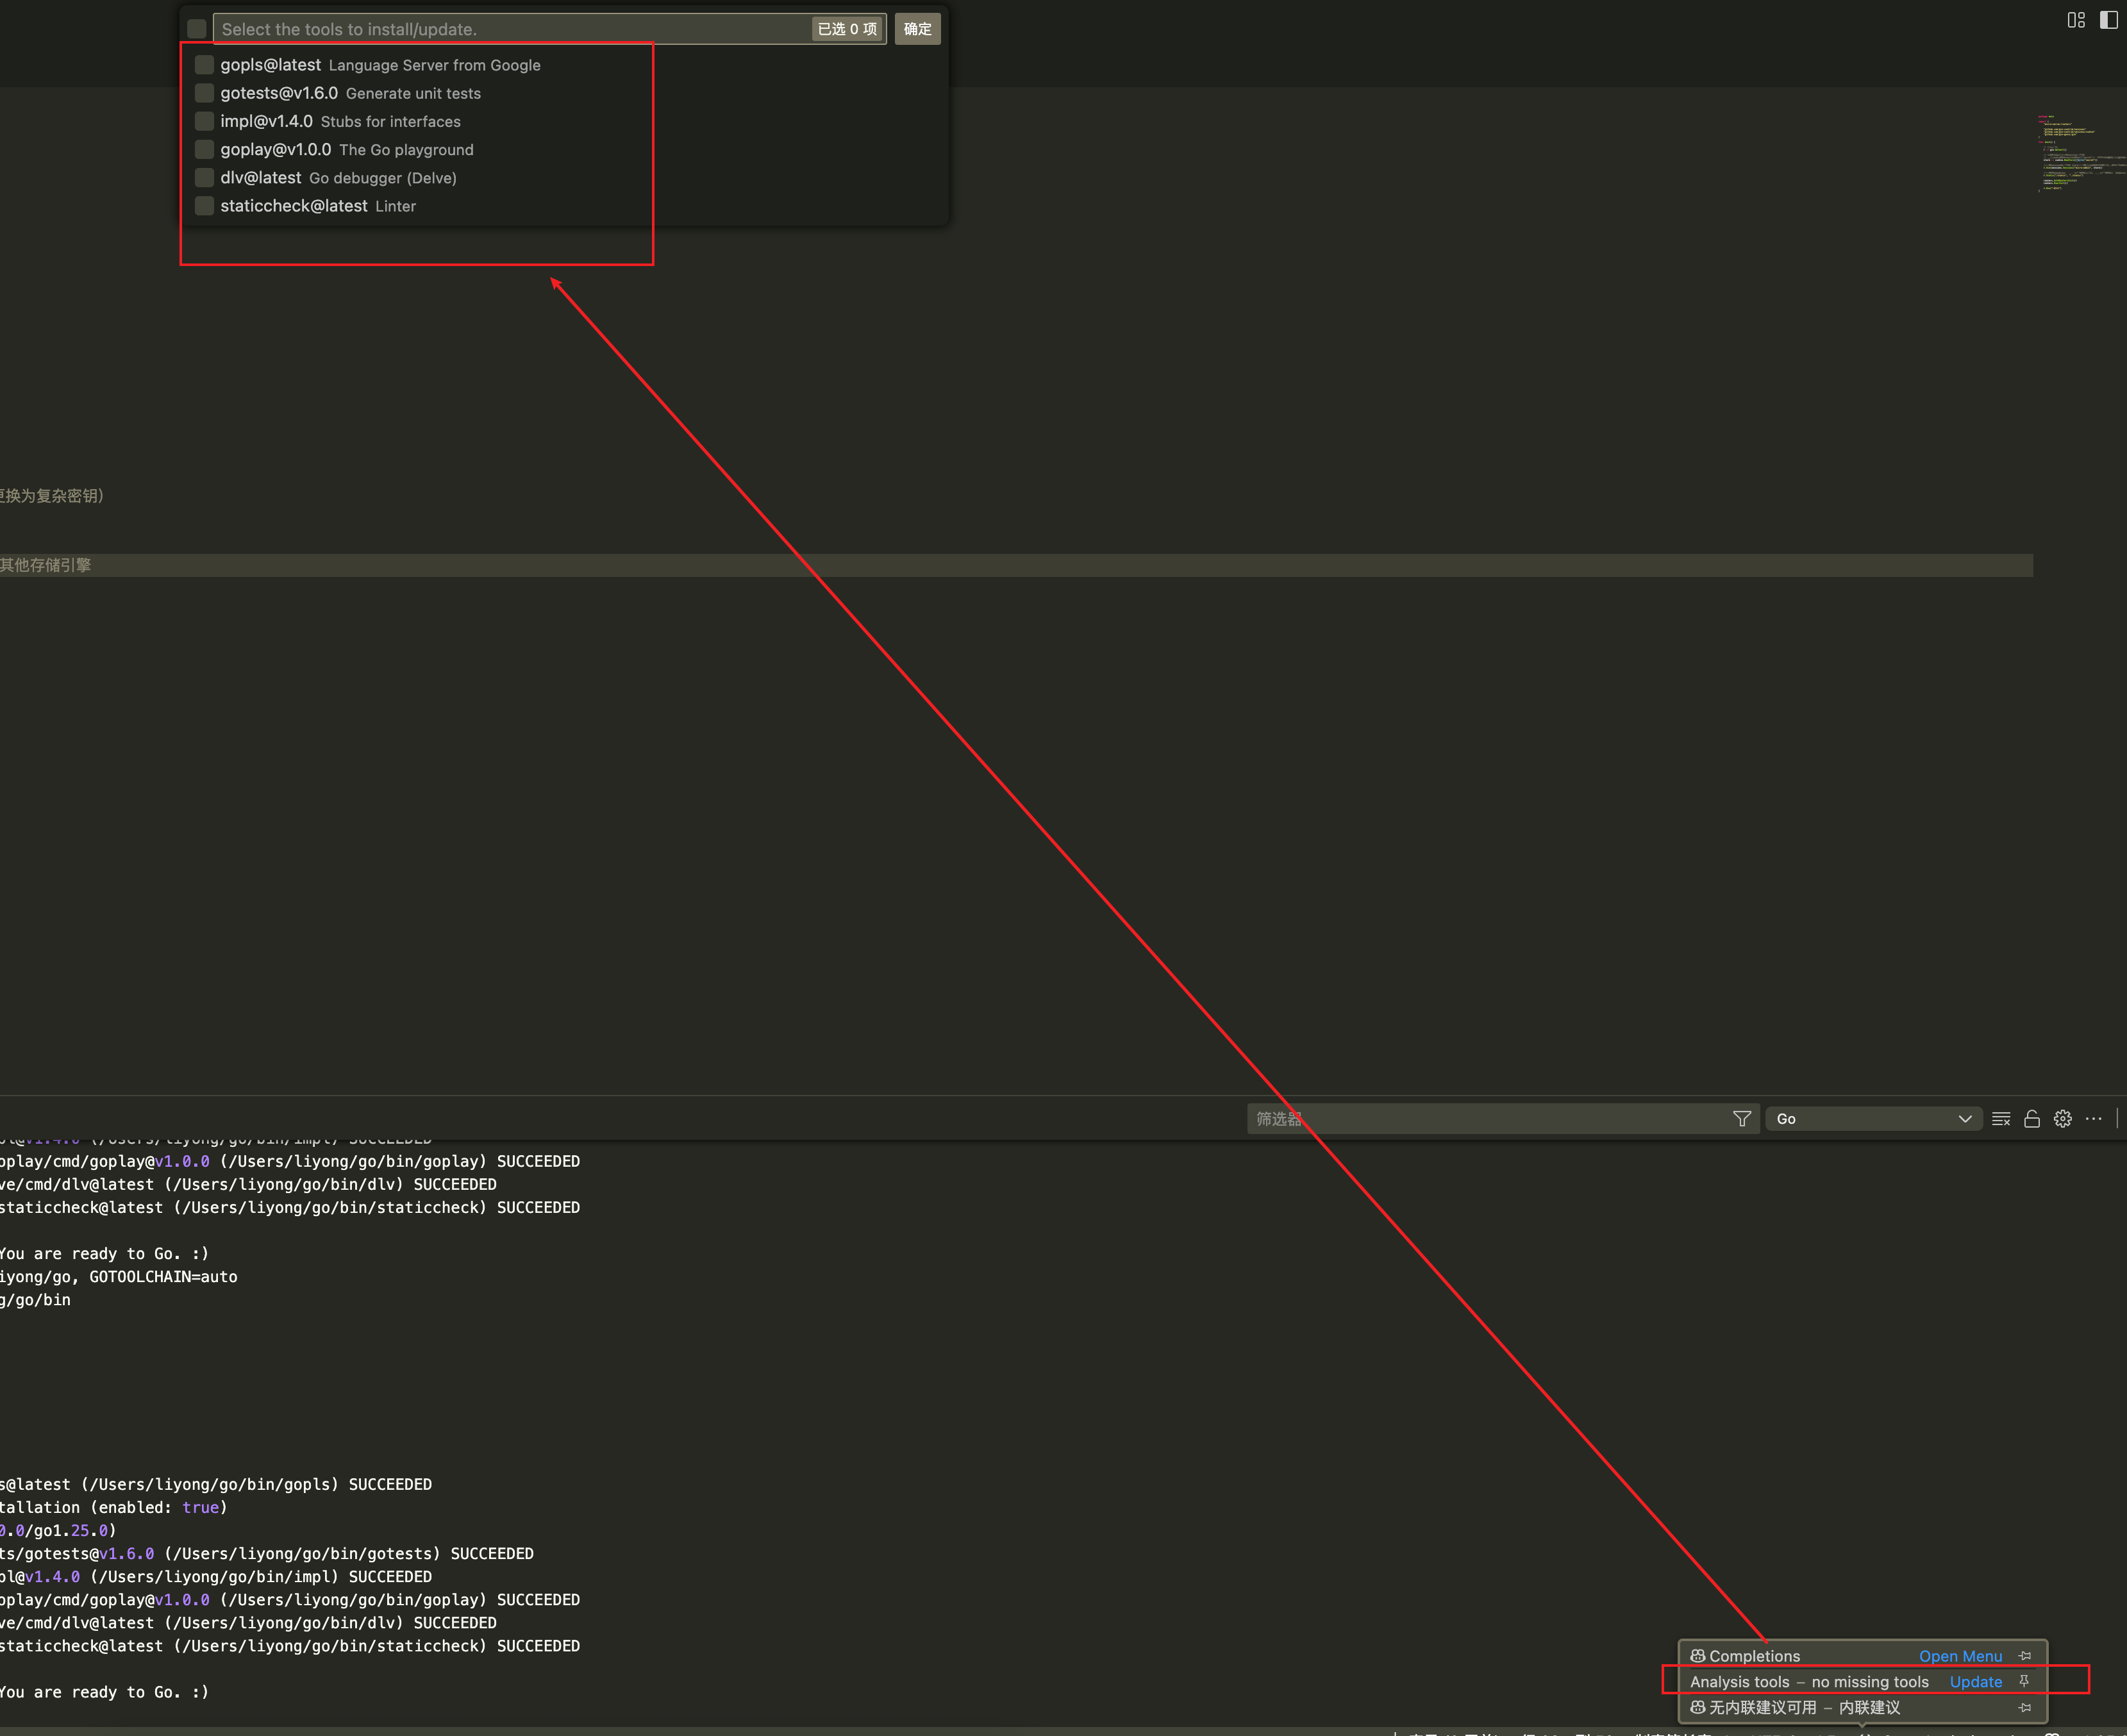 Select the tools to install/update. 已选 0 项 确定
gopls@latest Language Server from Google
gotests@v1.6.0 Generate unit tests
impl@v1.4.0 Stubs for interfaces
goplay@v1.0.0 The Go playground
dlv@latest Go debugger (Delve)
staticcheck@latest Linter
更换为复杂密钥)
其他存储引擎
筛选器 Go
pl@v1.4.0 (/Users/liyong/go/bin/impl) SUCCEEDED
oplay/cmd/goplay@v1.0.0 (/Users/liyong/go/bin/goplay) SUCCEEDED
ve/cmd/dlv@latest (/Users/liyong/go/bin/dlv) SUCCEEDED
staticcheck@latest (/Users/liyong/go/bin/staticcheck) SUCCEEDED
You are ready to Go. :)
iyong/go, GOTOOLCHAIN=auto
g/go/bin
s@latest (/Users/liyong/go/bin/gopls) SUCCEEDED
tallation (enabled: true)
0.0/go1.25.0)
ts/gotests@v1.6.0 (/Users/liyong/go/bin/gotests) SUCCEEDED
pl@v1.4.0 (/Users/liyong/go/bin/impl) SUCCEEDED
oplay/cmd/goplay@v1.0.0 (/Users/liyong/go/bin/goplay) SUCCEEDED
ve/cmd/dlv@latest (/Users/liyong/go/bin/dlv) SUCCEEDED
staticcheck@latest (/Users/liyong/go/bin/staticcheck) SUCCEEDED
You are ready to Go. :)
Completions Open Menu
Analysis tools – no missing tools Update
无内联建议可用 – 内联建议